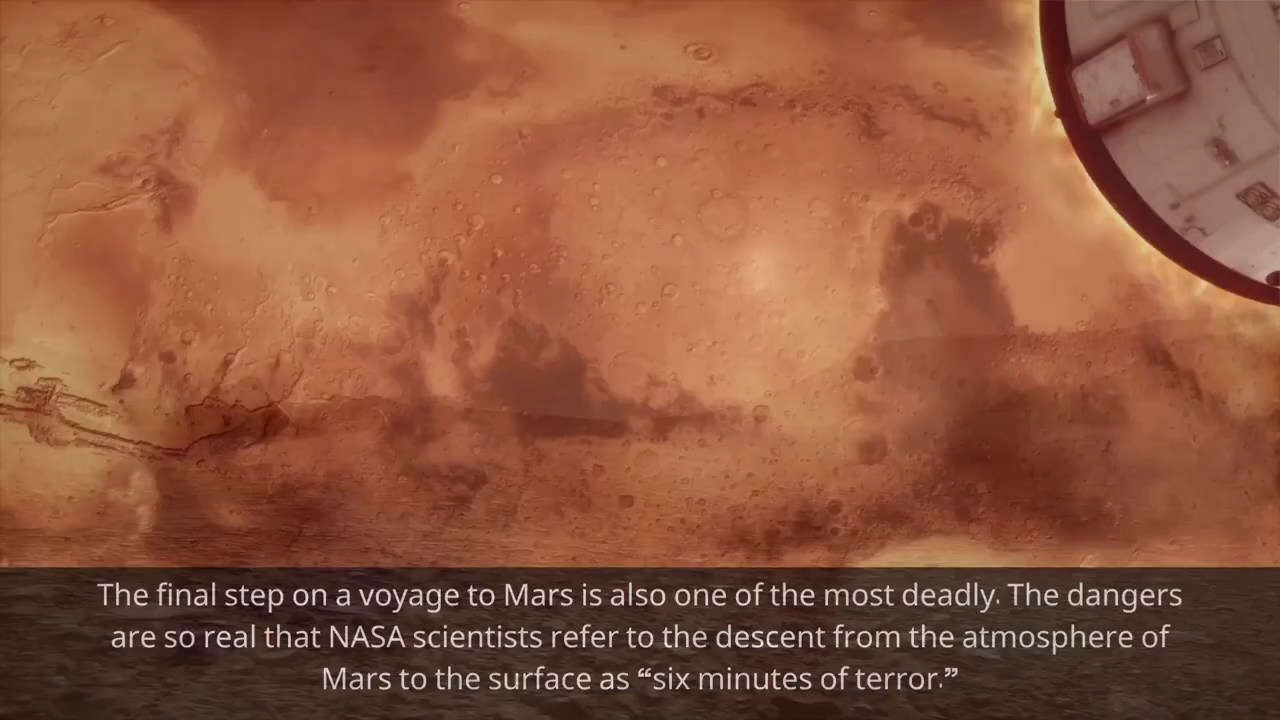 The final step on a voyage to Mars is also one of the most deadly. The dangers
are so real that NASA scientists refer to the descent from the atmosphere of
Mars to the surface as “six minutes of terror.”